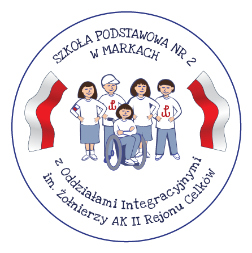 SZKOŁA PODSTAWOWA NR 2
W MARKACH
z Oddziałami Integracyjnymi
im. Żołnierzy AK II Rejonu Celków